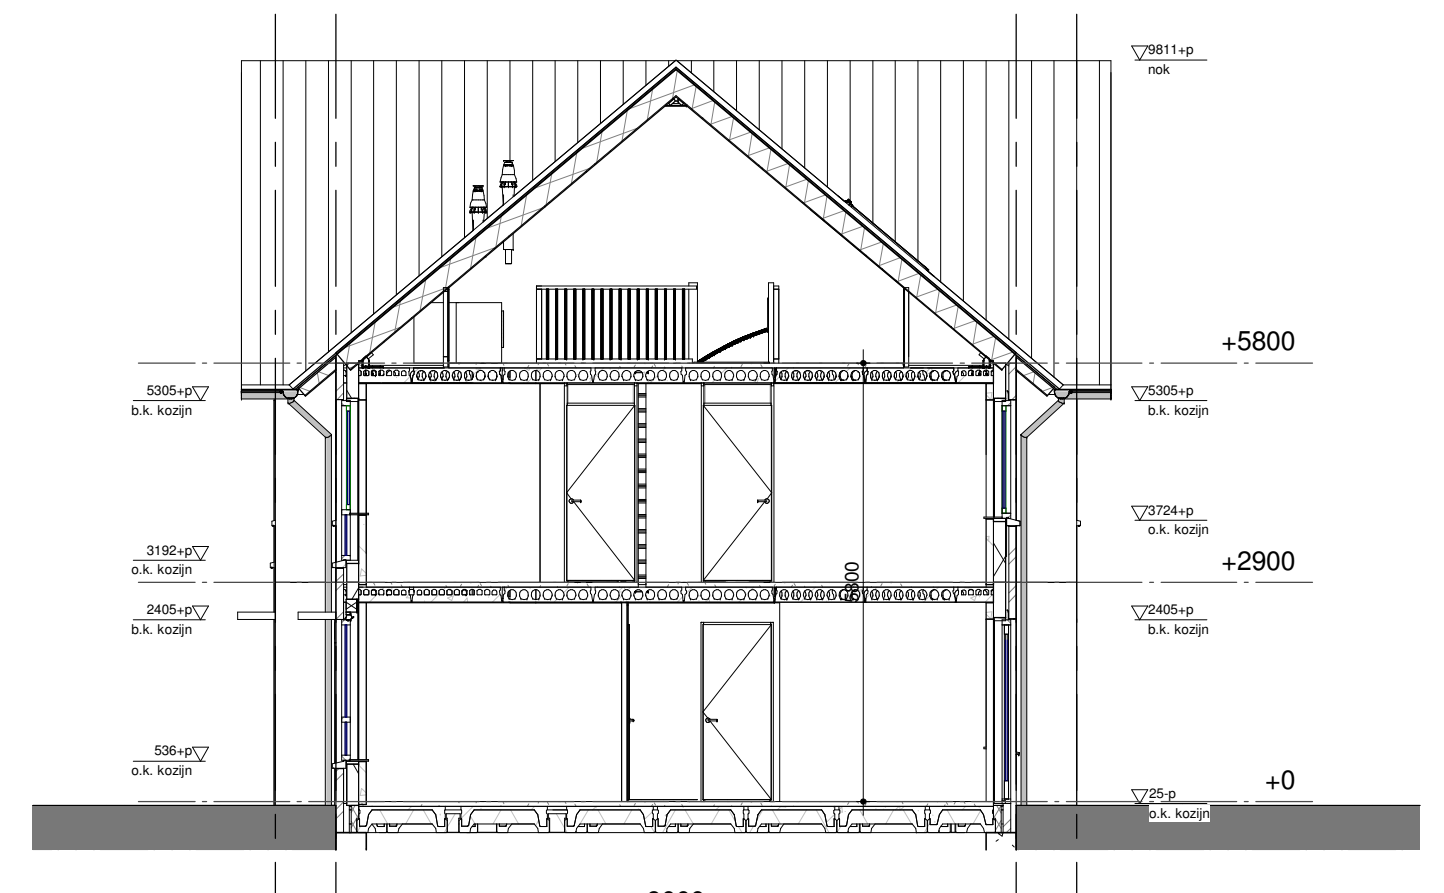 9811+p
nok
+5800
5305+p
b.k. kozijn
5305+p
b.k. kozijn
3724+p
o.k. kozijn
3192+p
o.k. kozijn
+2900
5800
2405+p
b.k. kozijn
2405+p
b.k. kozijn
536+p
o.k. kozijn
+0
25-p
o.k. kozijn